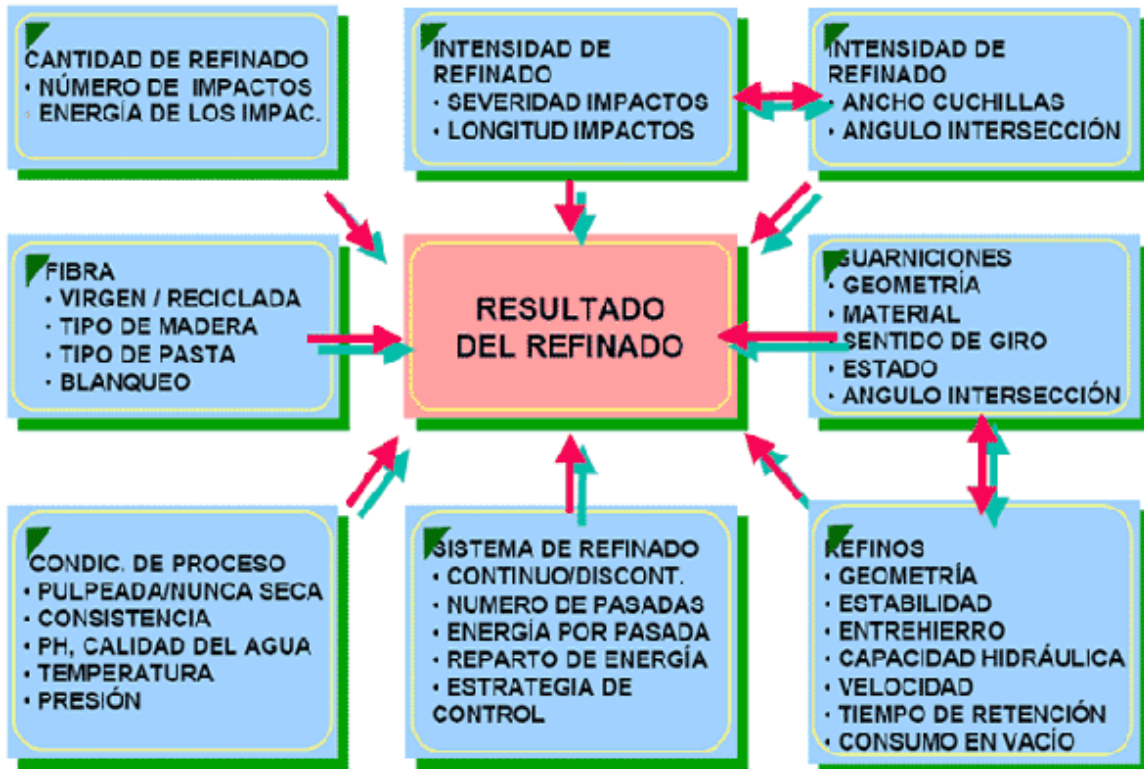 CANTIDAD DE REFINADO
• NÚMERO DE IMPACTOS
• ENERGÍA DE LOS IMPAC.
INTENSIDAD DE
REFINADO
• SEVERIDAD IMPACTOS
• LONGITUD IMPACTOS
INTENSIDAD DE
REFINADO
• ANCHO CUCHILLAS
• ANGULO INTERSECCIÓN
FIBRA
• VIRGEN / RECICLADA
• TIPO DE MADERA
• TIPO DE PASTA
• BLANQUEO
RESULTADO
DEL REFINADO
GUARNICIONES
• GEOMETRÍA
• MATERIAL
• SENTIDO DE GIRO
• ESTADO
• ANGULO INTERSECCIÓN
CONDIC. DE PROCESO
• PULPEADA/NUNCA SECA
• CONSISTENCIA
• PH, CALIDAD DEL AGUA
• TEMPERATURA
• PRESIÓN
SISTEMA DE REFINADO
• CONTINUO/DISCONT.
• NUMERO DE PASADAS
• ENERGÍA POR PASADA
• REPARTO DE ENERGÍA
• ESTRATEGIA DE
CONTROL
REFINOS
• GEOMETRÍA
• ESTABILIDAD
• ENTREHIERRO
• CAPACIDAD HIDRÁULICA
• VELOCIDAD
• TIEMPO DE RETENCIÓN
• CONSUMO EN VACÍO